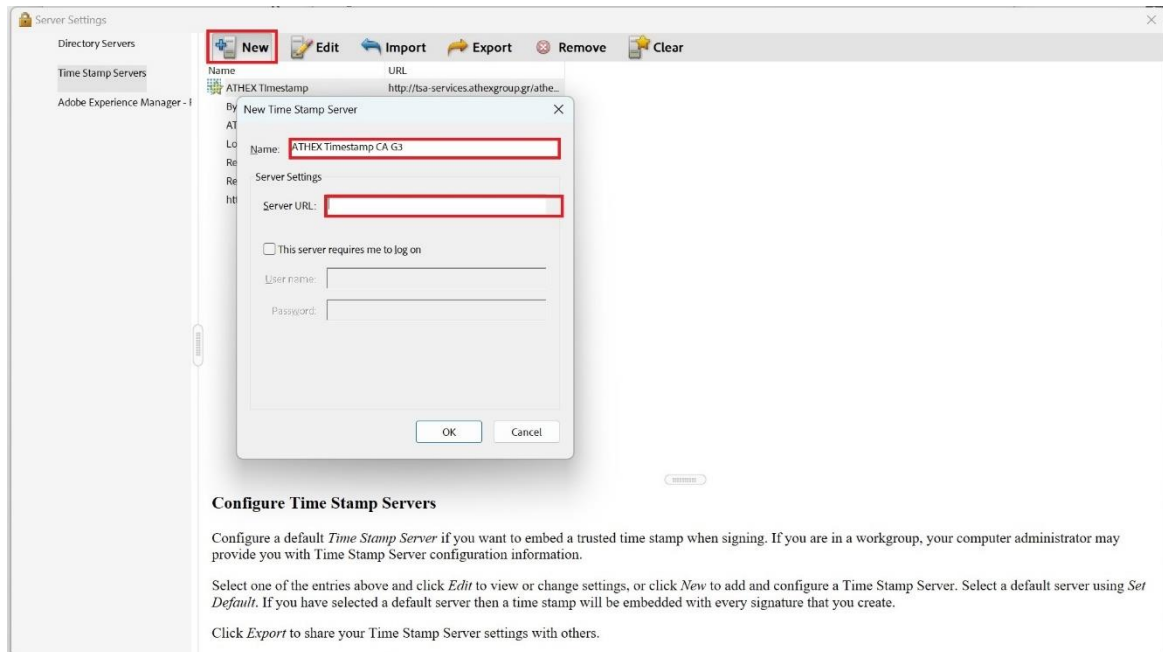 Server Settings
Directory Servers
Time Stamp Servers
Adobe Experience Manager - F
New Edit Import Export Remove Clear
Name URL
ATHEX Timestamp http://tsa-services.athexgroup.gr/athe...
By
AT
Lo
Re
Re
htt
New Time Stamp Server
Name: ATHEX Timestamp CA G3
Server Settings
Server URL:
This server requires me to log on
User name:
Password:
OK Cancel
Configure Time Stamp Servers
Configure a default Time Stamp Server if you want to embed a trusted time stamp when signing. If you are in a workgroup, your computer administrator may
provide you with Time Stamp Server configuration information.
Select one of the entries above and click Edit to view or change settings, or click New to add and configure a Time Stamp Server. Select a default server using Set
Default. If you have selected a default server then a time stamp will be embedded with every signature that you create.
Click Export to share your Time Stamp Server settings with others.